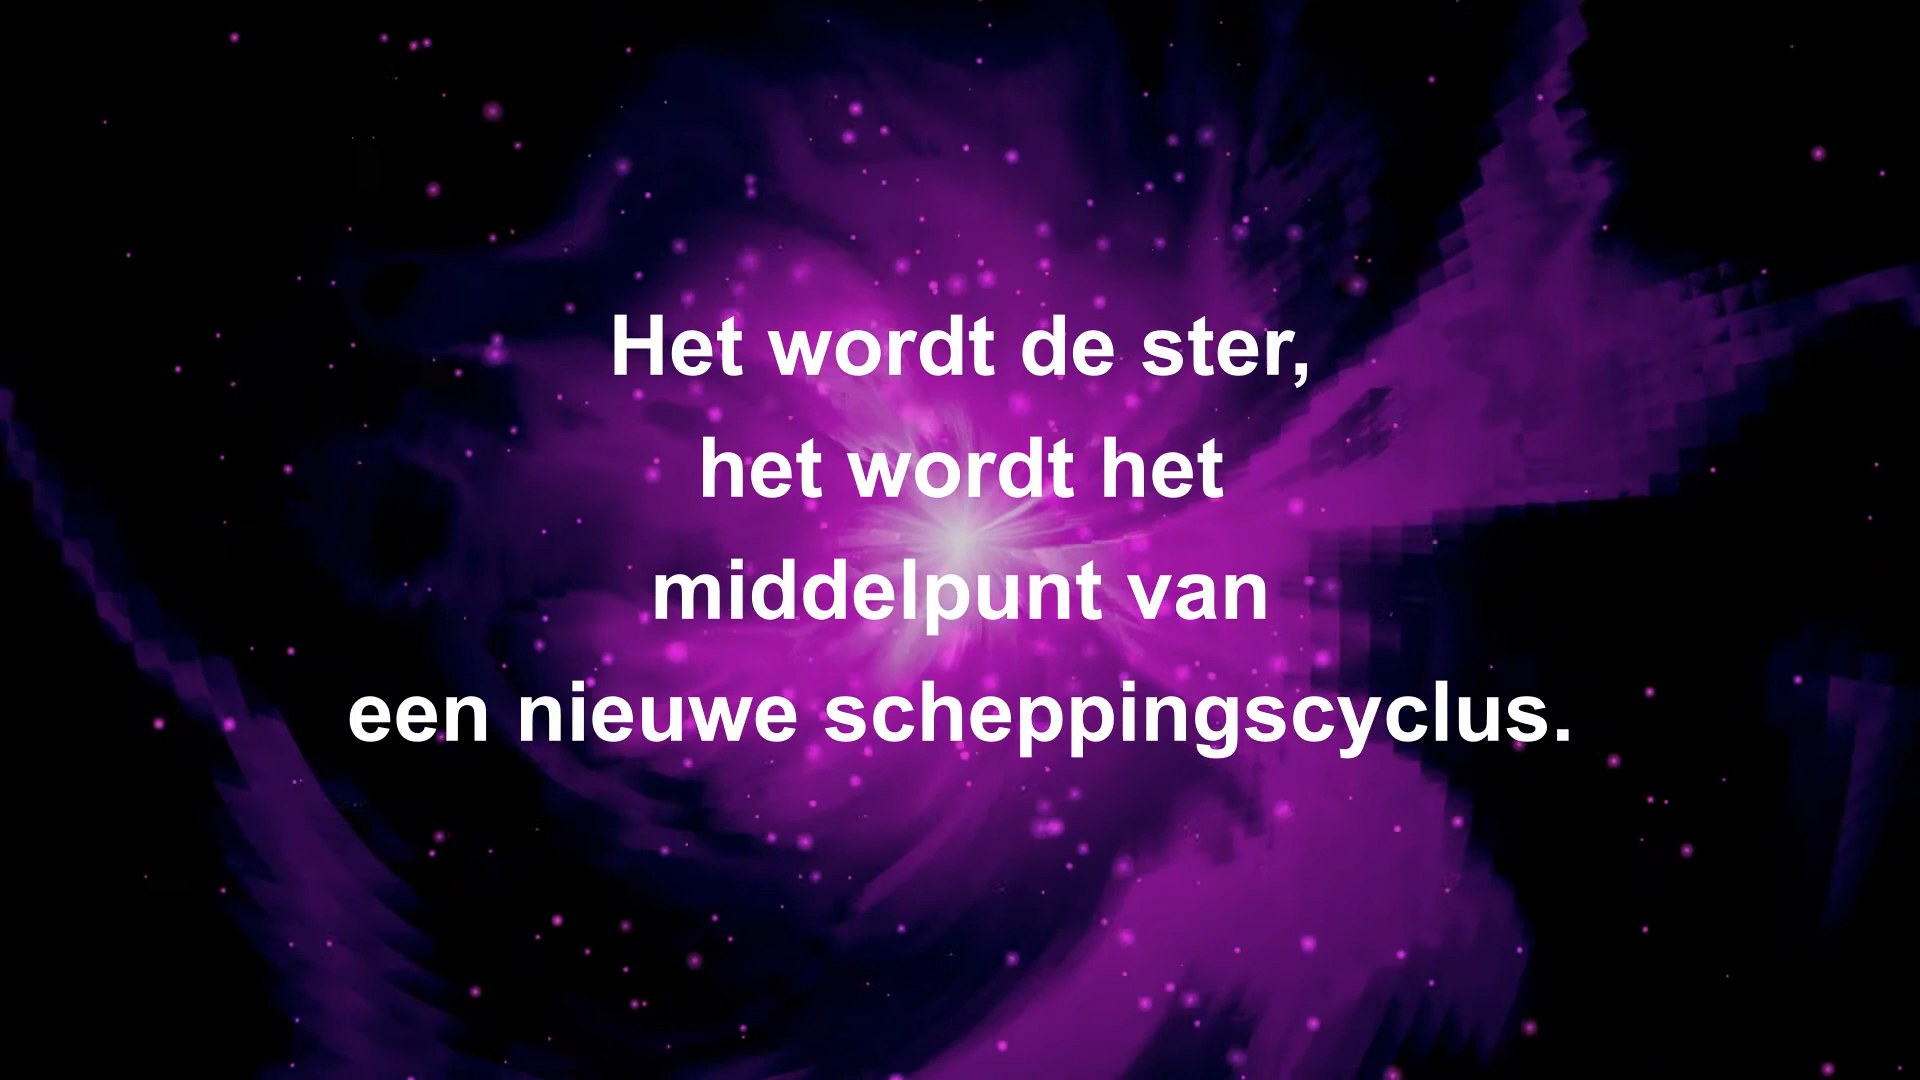 Het wordt de ster,
het wordt het
middelpunt van
een nieuwe scheppingscyclus.